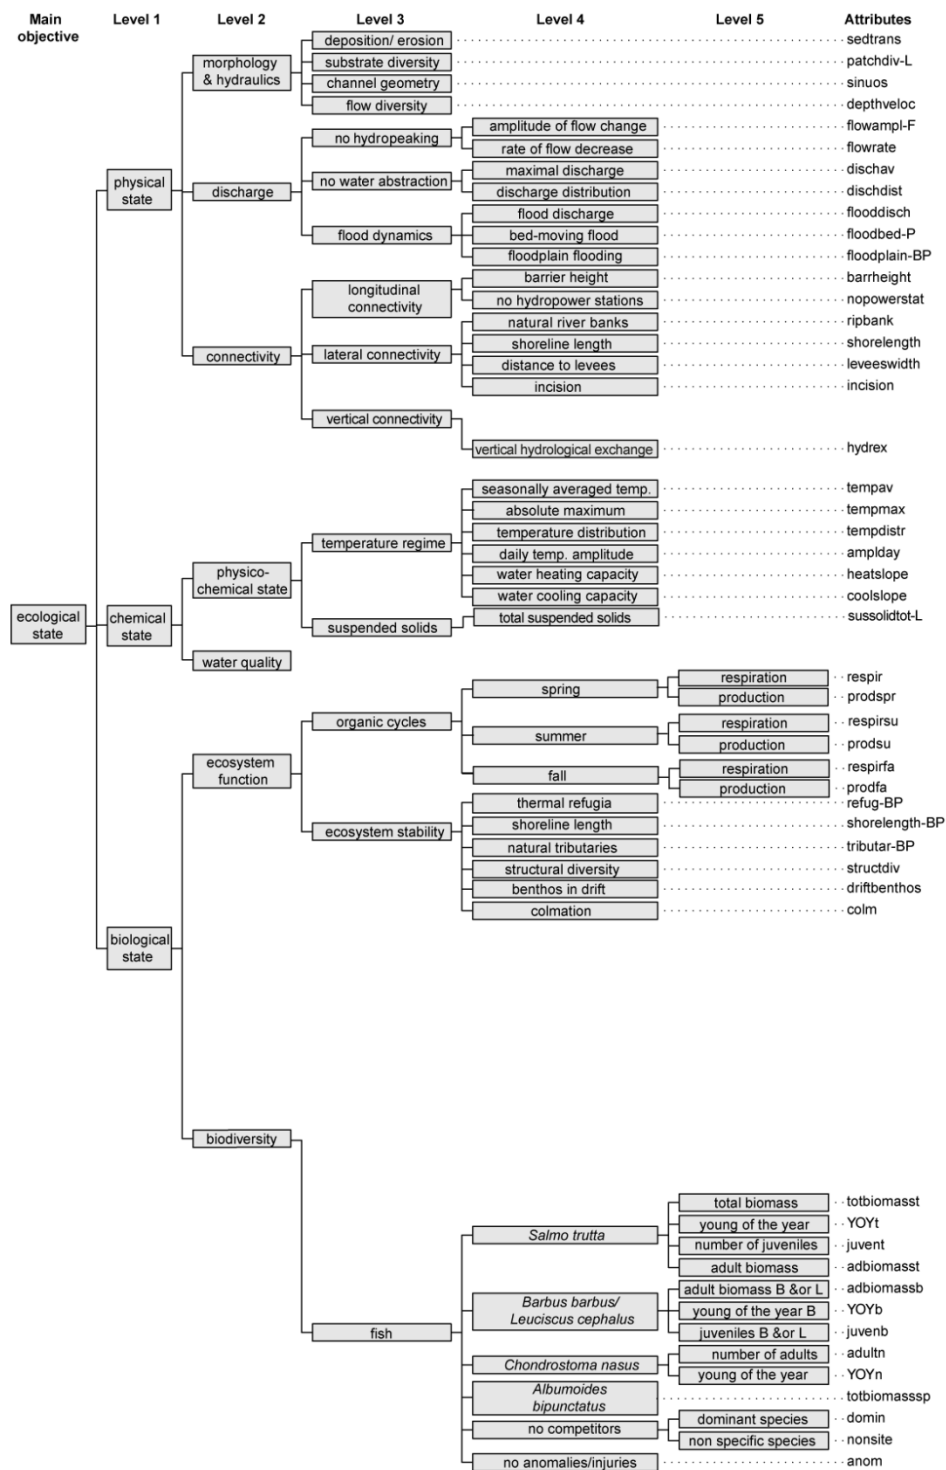 Main objective Level 1 Level 2 Level 3 Level 4 Level 5 Attributes
deposition/ erosion sedtrans
morphology & hydraulics
substrate diversity patchdiv-L
channel geometry sinuos
flow diversity depthveloc
amplitude of flow change flowampl-F
no hydropeaking
rate of flow decrease flowrate
maximal discharge dischav
physical state
discharge
no water abstraction
discharge distribution dischdist
flood discharge flooddisch
flood dynamics
bed-moving flood floodbed-P
floodplain flooding floodplain-BP
barrier height barrheight
longitudinal connectivity
no hydropower stations nopowerstat
natural river banks ripbank
shoreline length shorelength
connectivity
lateral connectivity
distance to levees leveeswidth
incision incision
vertical connectivity
vertical hydrological exchange hydrex
seasonally averaged temp. tempav
absolute maximum tempmax
temperature distribution tempdistr
temperature regime
daily temp. amplitude amplday
physico-
chemical state
water heating capacity heatslope
water cooling capacity coolslope
ecological state
chemical state
total suspended solids sussolidtot-L
suspended solids
water quality
respiration respir
spring
production prodspr
organic cycles
respiration respirsu
summer
production prodsu
ecosystem function
respiration respirfa
fall
production prodfa
thermal refugia refug-BP
shoreline length shorelength-BP
ecosystem stability
natural tributaries tributar-BP
structural diversity structdiv
benthos in drift driftbenthos
colmation colm
biological state
biodiversity
total biomass totbiomasst
young of the year YOYt
Salmo trutta
number of juveniles juvent
adult biomass adbiomasst
adult biomass B &or L adbiomassb
Barbus barbus/
Leuciscus cephalus
young of the year B YOYb
fish
juveniles B &or L juvenb
number of adults adultn
Chondrostoma nasus
young of the year YOYn
Albumoides
bipunctatus
totbiomasssp
dominant species domin
no competitors
non specific species nonsite
no anomalies/injuries anom